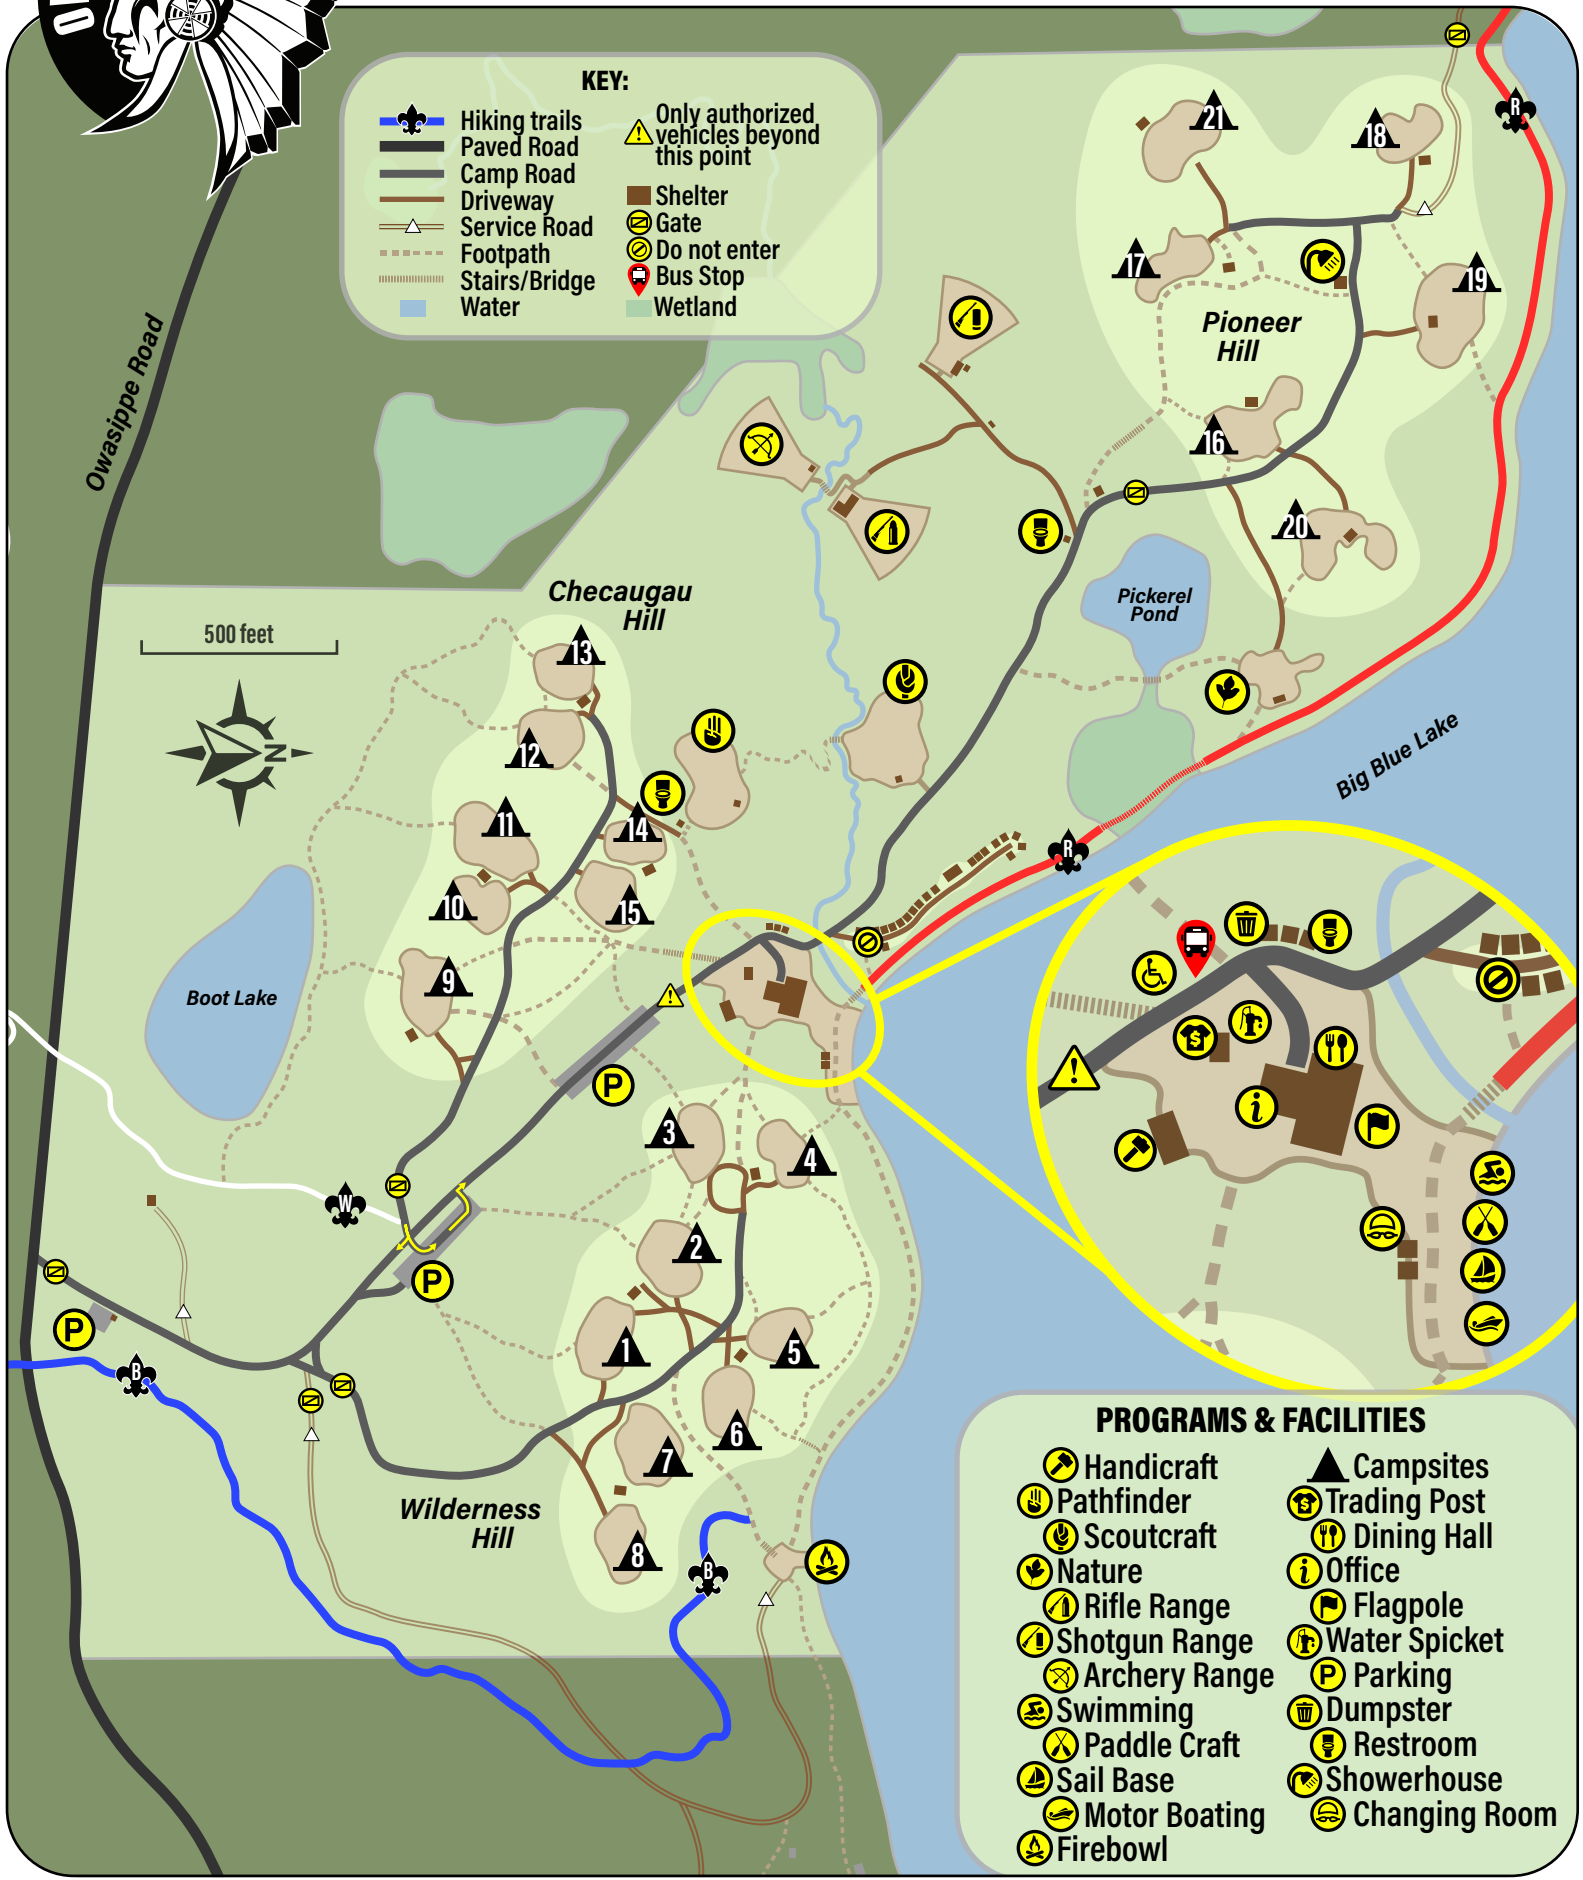 KEY:
Hiking trails
Paved Road
Camp Road
Driveway
Service Road
Footpath
Stairs/Bridge
Water
Only authorized
vehicles beyond
this point
Shelter
Gate
Do not enter
Bus Stop
Wetland
R
21
18
17
19
Pioneer
Hill
16
20
Owasippe Road
Checaugau
Hill
500 feet
N
Pickerel
Pond
13
12
11
14
10
15
9
Big Blue Lake
R
Boot Lake
P
3
4
W
2
P
P
1
5
B
6
7
Wilderness
Hill
8
B
i
PROGRAMS & FACILITIES
Handicraft
Pathfinder
Scoutcraft
Nature
Rifle Range
Shotgun Range
Archery Range
Swimming
Paddle Craft
Sail Base
Motor Boating
Firebowl
Campsites
Trading Post
Dining Hall
i Office
Flagpole
Water Spicket
P Parking
Dumpster
Restroom
Showerhouse
Changing Room